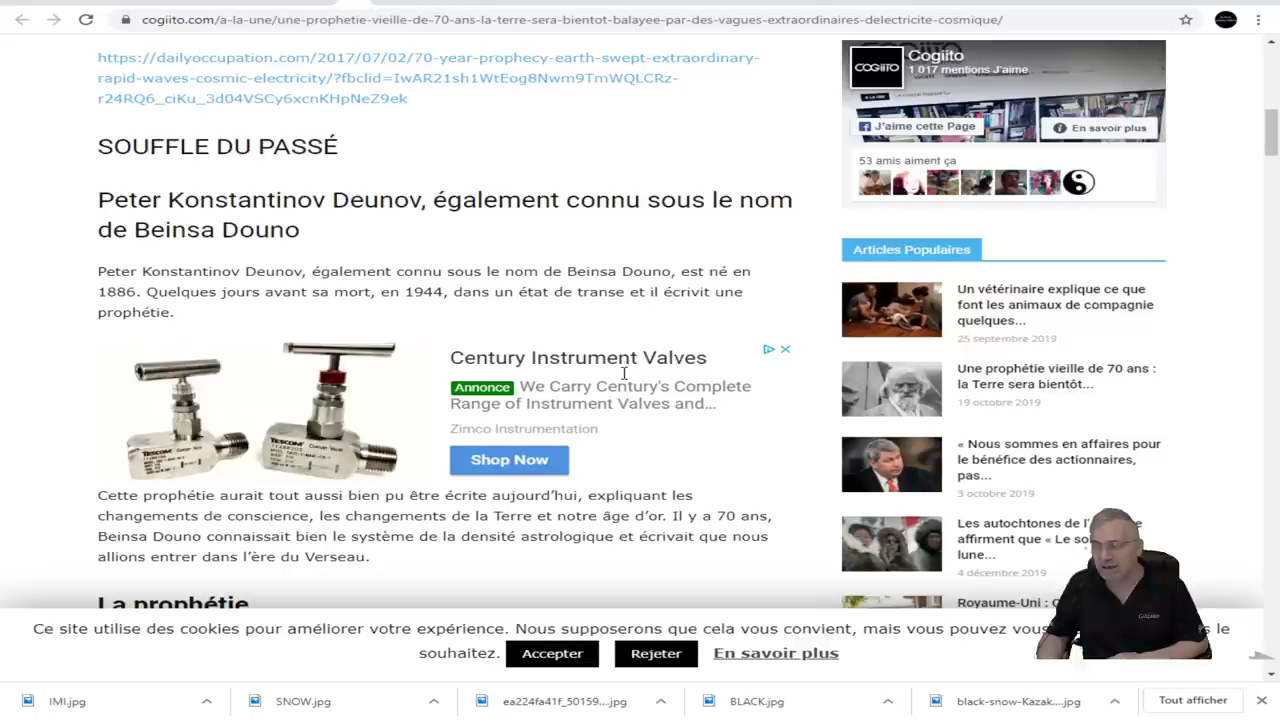 cogiito.com/a-la-une/une-prophetie-vieille-de-70-ans-la-terre-sera-bientot-balayee-par-des-vagues-extraordinaires-delectricite-cosmique/
https://dailyoccupation.com/2017/07/02/70-year-prophecy-earth-swept-extraordinary-
rapid-waves-cosmic-electricity/?fbclid=IwAR21sh1WtEog8Nwm9TmWQLCRz-
r24RQ6_ciKu_3d04VSCy6xcnKHpNeZ9ek
SOUFFLE DU PASSÉ
Peter Konstantinov Deunov, également connu sous le nom
de Beinsa Douno
Peter Konstantinov Deunov, également connu sous le nom de Beinsa Douno, est né en
1886. Quelques jours avant sa mort, en 1944, dans un état de transe et il écrivit une
prophétie.
Century Instrument Valves
Annonce We Carry Century's Complete
Range of Instrument Valves and...
Zimco Instrumentation
Shop Now
TESCOM
TESCOM
Cette prophétie aurait tout aussi bien pu être écrite aujourd'hui, expliquant les
changements de conscience, les changements de la Terre et notre âge d'or. Il y a 70 ans,
Beinsa Douno connaissait bien le système de la densité astrologique et écrivait que nous
allions entrer dans l'ère du Verseau.
La prophétie
COGIITO
Cogiito
1 017 mentions J'aime
J'aime cette Page
En savoir plus
53 amis aiment ça
Articles Populaires
Un vétérinaire explique ce que
font les animaux de compagnie
quelques...
25 septembre 2019
Une prophétie vieille de 70 ans :
la Terre sera bientôt...
19 octobre 2019
« Nous sommes en affaires pour
le bénéfice des actionnaires,
pas...
3 octobre 2019
Les autochtones de l'
affirment que « Le so
lune...
4 décembre 2019
Royaume-Uni :
Ce site utilise des cookies pour améliorer votre expérience. Nous supposerons que cela vous convient, mais vous pouvez vous le
souhaitez. Accepter Rejeter En savoir plus
IMI.jpg
SNOW.jpg
ea224fa41f_50159...jpg
BLACK.jpg
black-snow-Kazak....jpg
Tout afficher